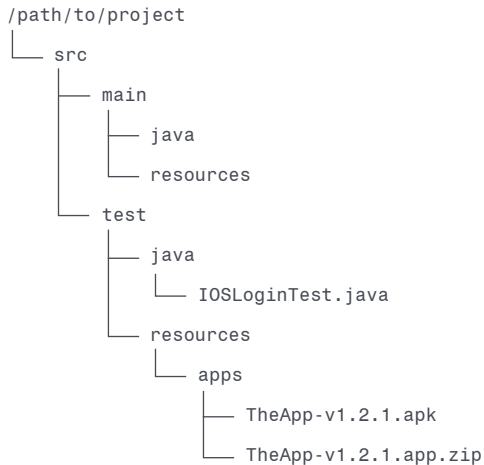 /path/to/project
src
main
java
resources
test
java
IOSLoginTest.java
resources
apps
TheApp-v1.2.1.apk
TheApp-v1.2.1.app.zip